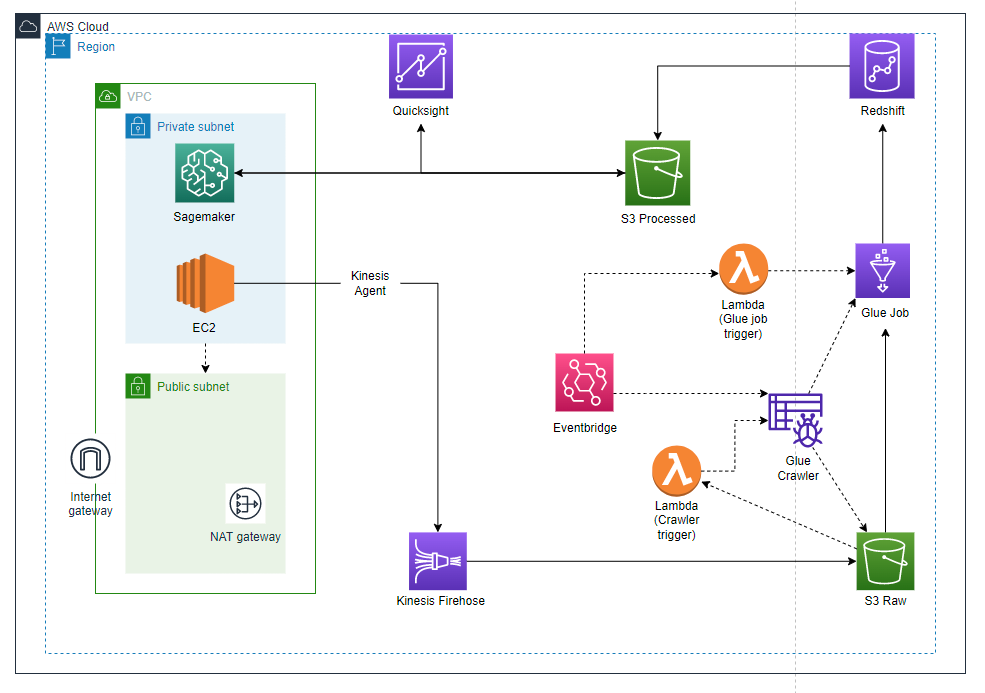 AWS Cloud
Region
VPC
Private subnet
Sagemaker
EC2
Public subnet
Internet
gateway
NAT gateway
Quicksight
Kinesis
Agent
Kinesis Firehose
S3 Processed
Redshift
Lambda
(Glue job
trigger)
Glue Job
Eventbridge
Glue
Crawler
Lambda
(Crawler
trigger)
S3 Raw